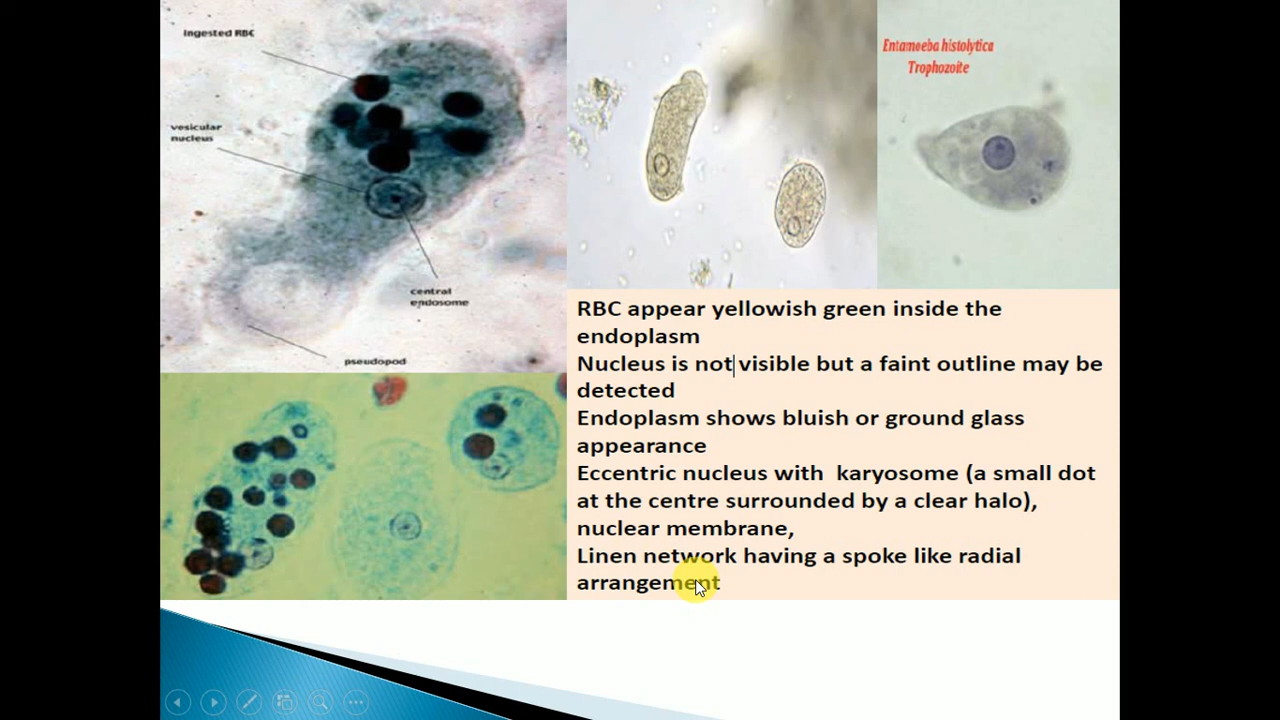 ingested RBC
vesicular
nucleus
central
endosome
pseudopod
Entamoeba histolytica
Trophozoite
RBC appear yellowish green inside the
endoplasm
Nucleus is not visible but a faint outline may be
detected
Endoplasm shows bluish or ground glass
appearance
Eccentric nucleus with karyosome (a small dot
at the centre surrounded by a clear halo),
nuclear membrane,
Linen network having a spoke like radial
arrangement